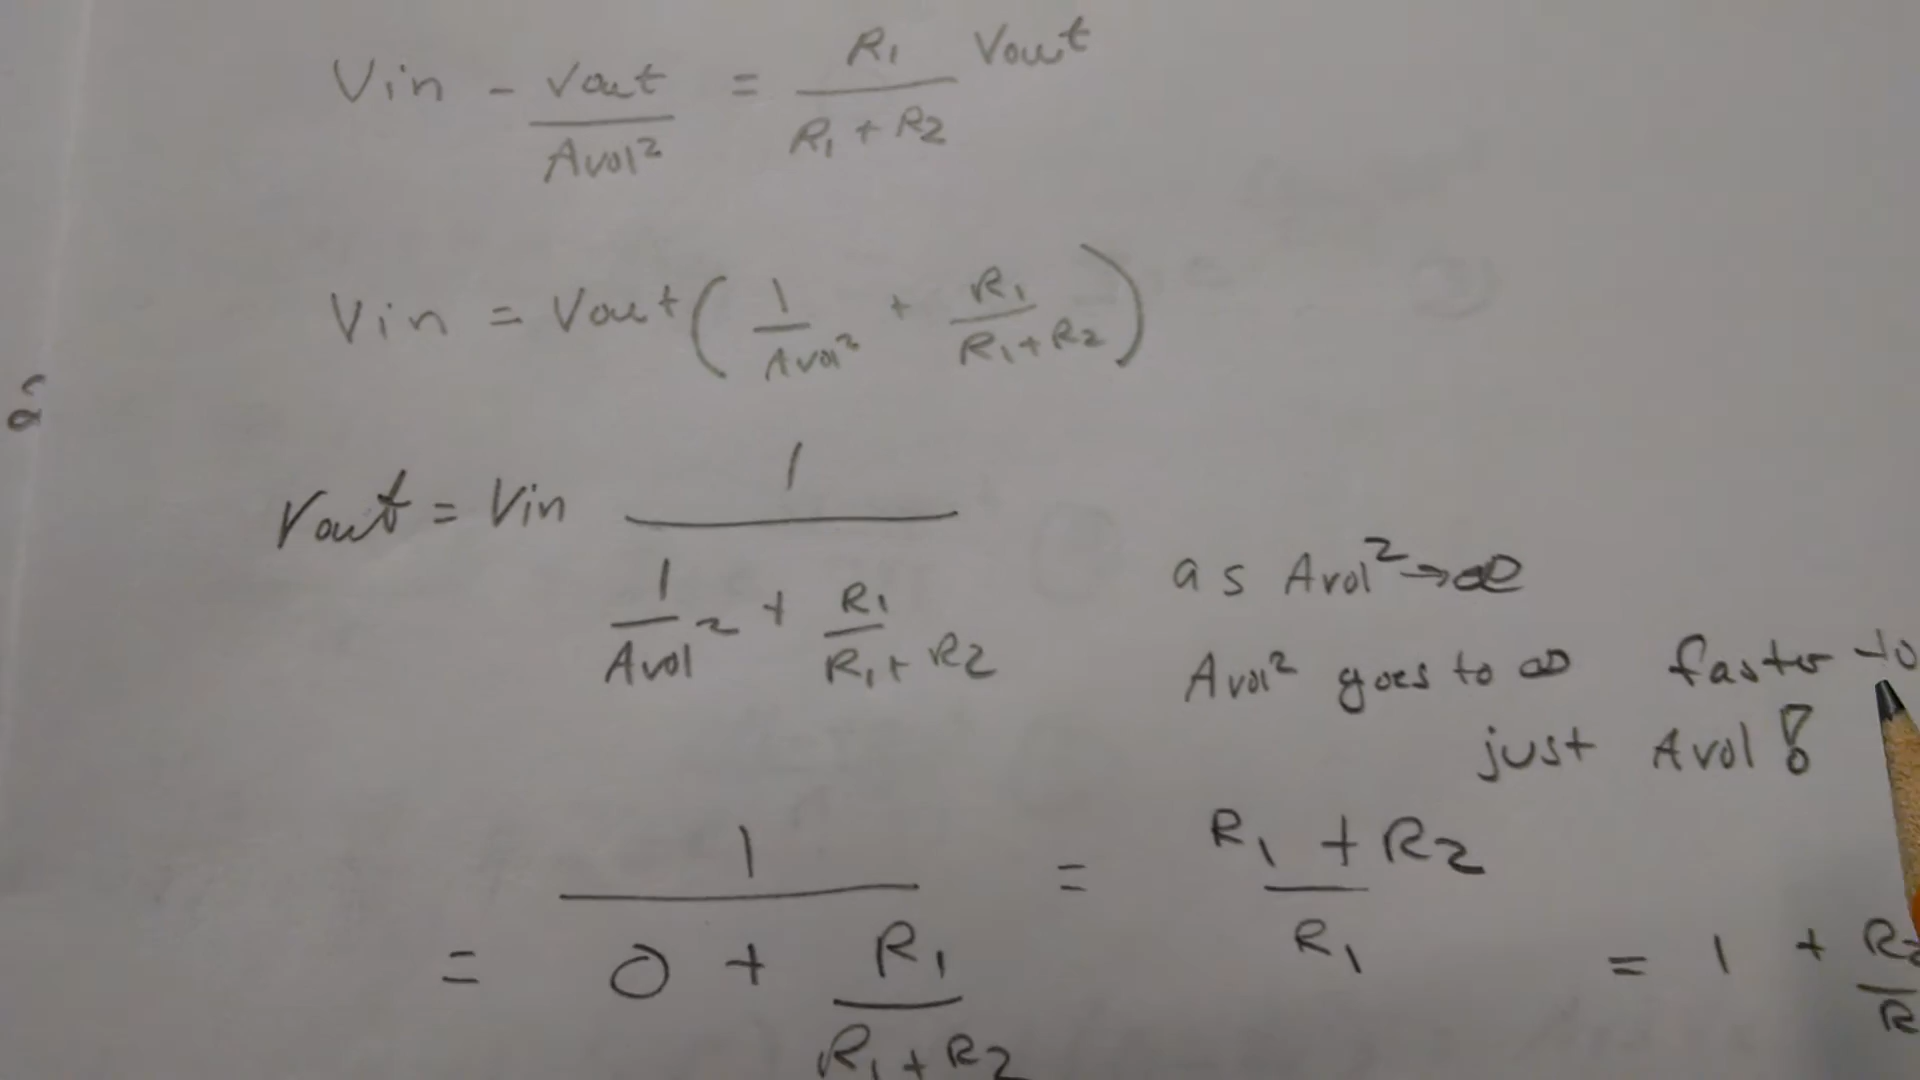 Vin - Vout/Avol² = R1/(R1 + R2) Vout
Vin = Vout(1/Avol² + R1/(R1+R2))
Vout = Vin 1/(1/Avol² + R1/(R1+R2))
as Avol² → ∞
Avol² goes to ∞ faster to
just Avol!
= 1/(0 + R1/(R1+R2)) = (R1 + R2)/R1 = 1 + R2/R